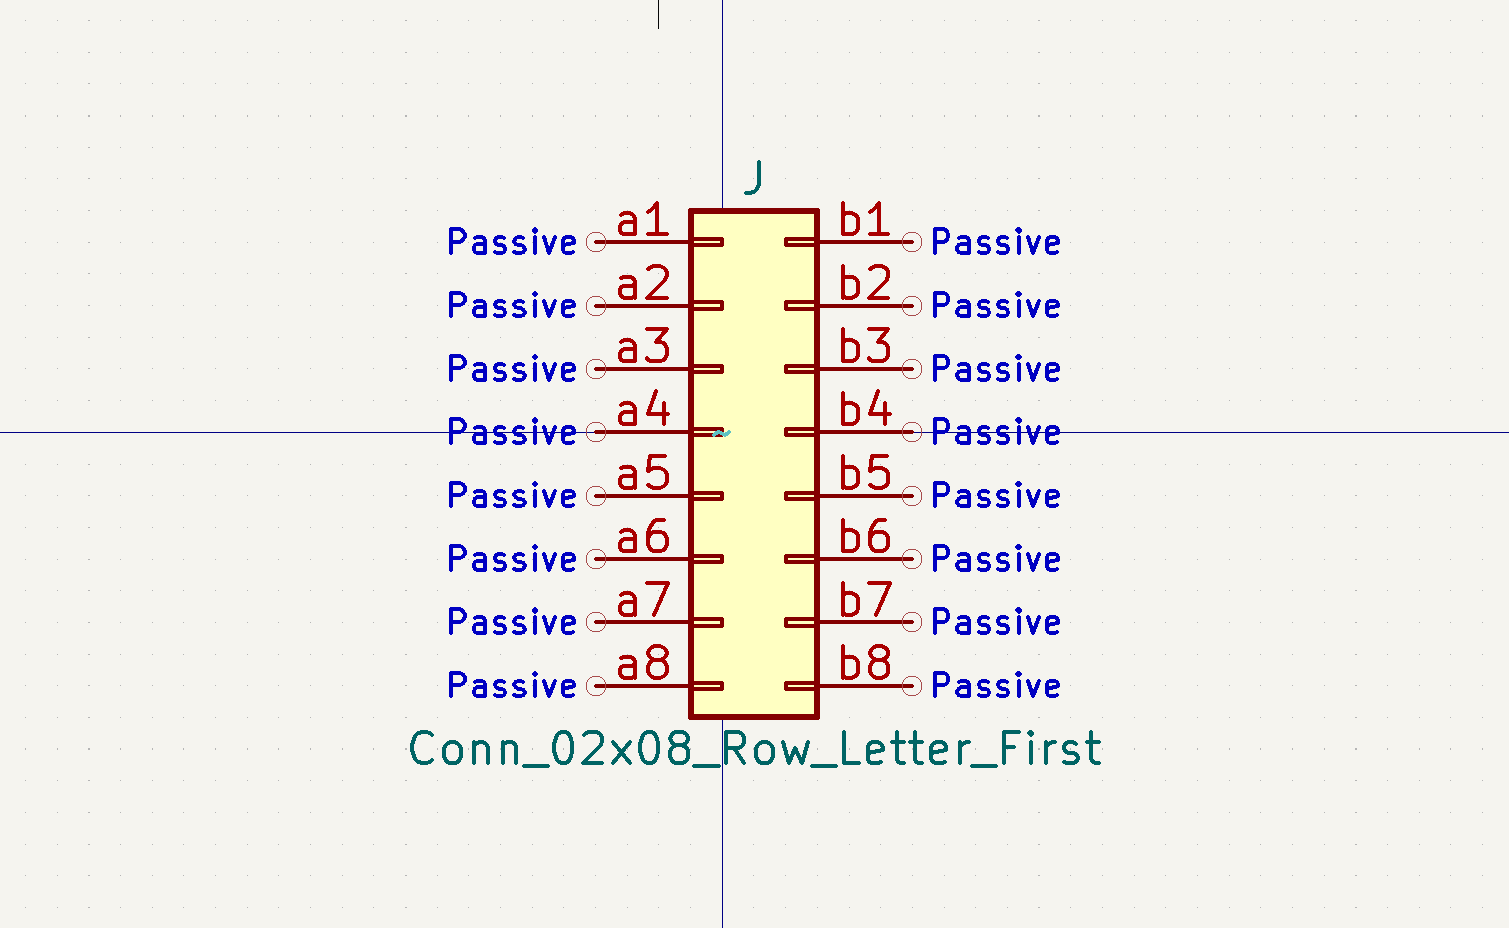 J
Passive a1 b1 Passive
Passive a2 b2 Passive
Passive a3 b3 Passive
Passive a4 ~ b4 Passive
Passive a5 b5 Passive
Passive a6 b6 Passive
Passive a7 b7 Passive
Passive a8 b8 Passive
Conn_02x08_Row_Letter_First